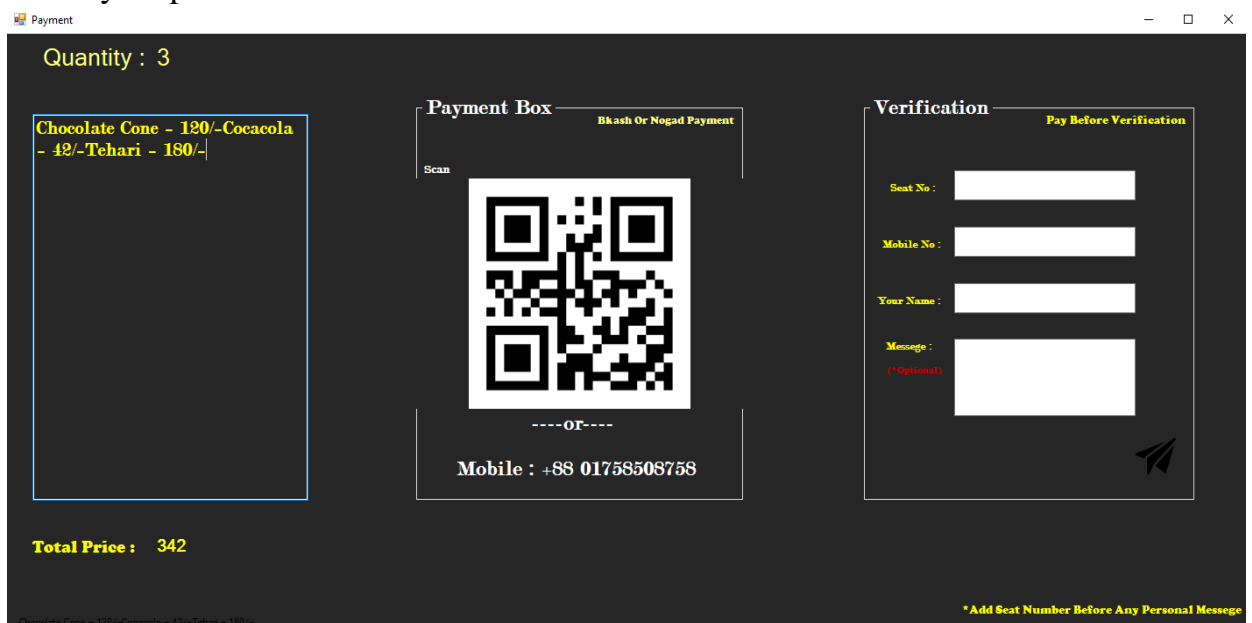 Payment
Quantity : 3
Chocolate Cone - 120/-Cocacola
- 42/-Tehari - 180/-
Total Price : 342
Payment Box
Bkash Or Nogad Payment
Scan
----or----
Mobile : +88 01758508758
Verification
Pay Before Verification
Seat No :
Mobile No :
Your Name :
Messege :
(*Optional)
*Add Seat Number Before Any Personal Messege